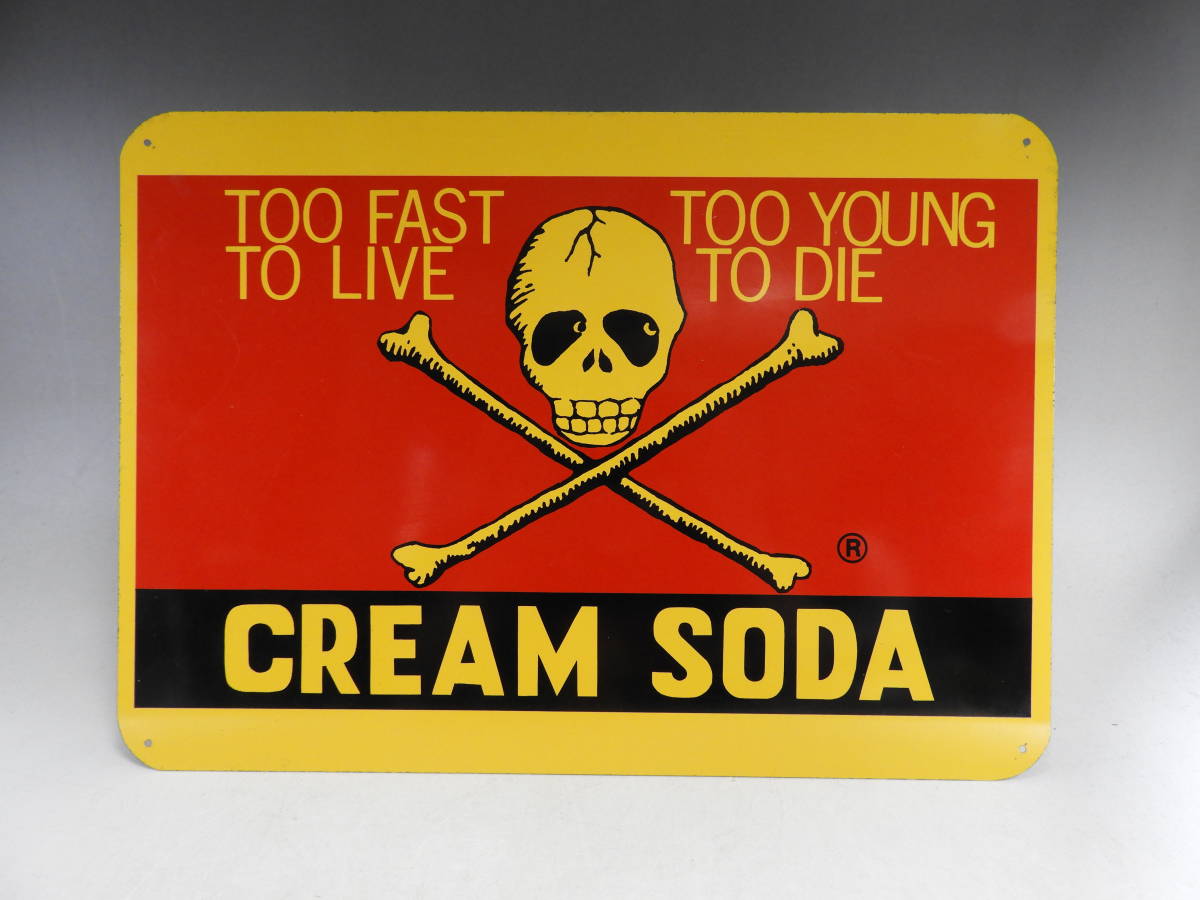 TOO FAST
TO LIVE
TOO YOUNG
TO DIE
®
CREAM SODA